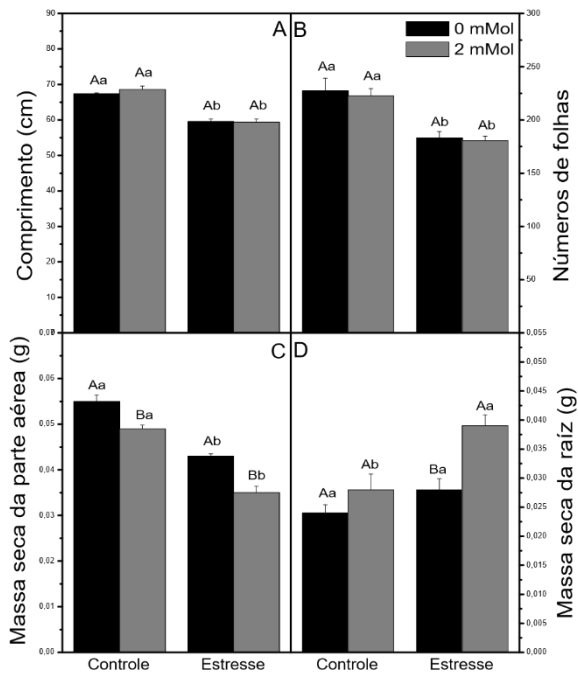 A
B
0 mMol
2 mMol
Comprimento (cm)
90
80
70
60
50
40
30
20
10
0
Aa
Aa
Ab
Ab
Números de folhas
300
250
200
150
100
50
Aa
Aa
Ab
Ab
C
D
Massa seca da parte aérea (g)
0,06
0,05
0,04
0,03
0,02
0,01
0,00
Aa
Ba
Ab
Bb
Massa seca da raíz (g)
0,055
0,050
0,045
0,040
0,035
0,030
0,025
0,020
0,015
0,010
0,005
0,000
Aa
Ab
Ba
Aa
Controle
Estresse
Controle
Estresse